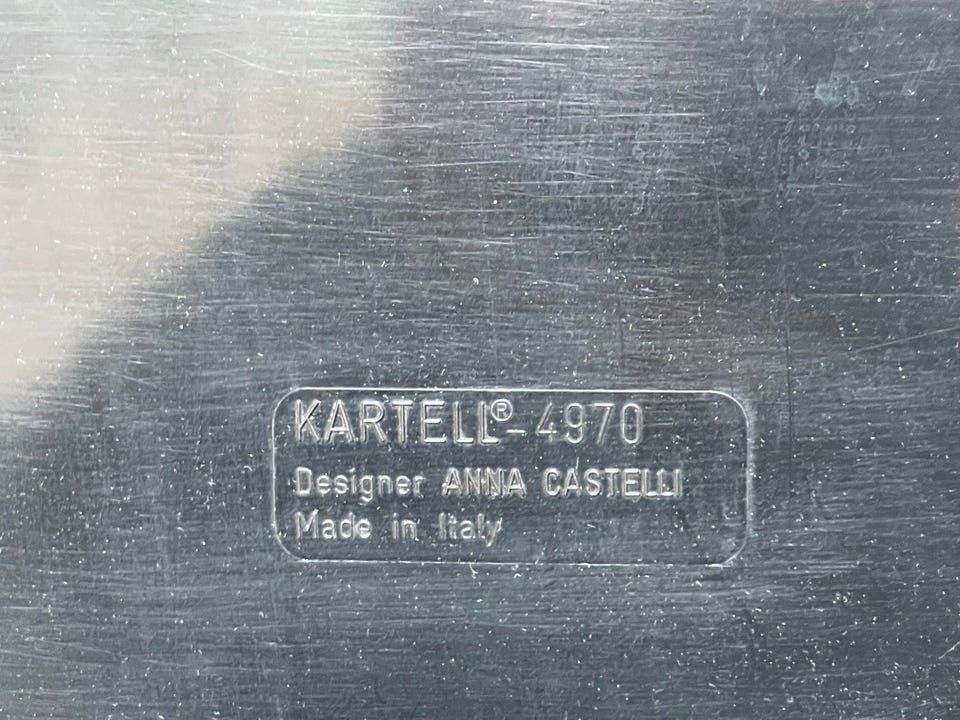 KARTELL®-4970
Designer ANNA CASTELLI
Made in Italy